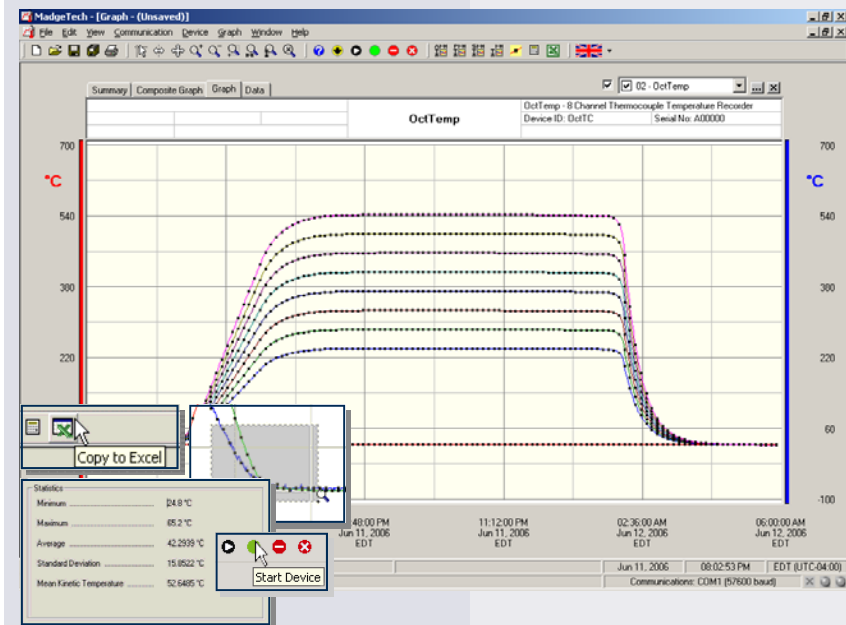 MadgeTech - [Graph - (Unsaved)]
File Edit View Communication Device Graph Window Help
Summary Composite Graph Graph Data
02 - OctTemp
OctTemp
OctTemp - 8 Channel Thermocouple Temperature Recorder
Device ID: OctTC Serial No: A00000
700 700
°C °C
540 540
380 380
220 220
60
-100
Copy to Excel
Statistics
Minimum 24.8 °C
Maximum 65.2 °C
Average 42.2939 °C
Standard Deviation 15.8522 °C
Mean Kinetic Temperature 52.6485 °C
Start Device
48:00 PM 11:12:00 PM 02:36:00 AM 06:00:00 AM
Jun 11, 2006 Jun 11, 2006 Jun 12, 2006 Jun 12, 2006
EDT EDT EDT EDT
Jun 11, 2006 08:02:53 PM EDT (UTC-04:00)
Communications: COM1 (57600 baud)